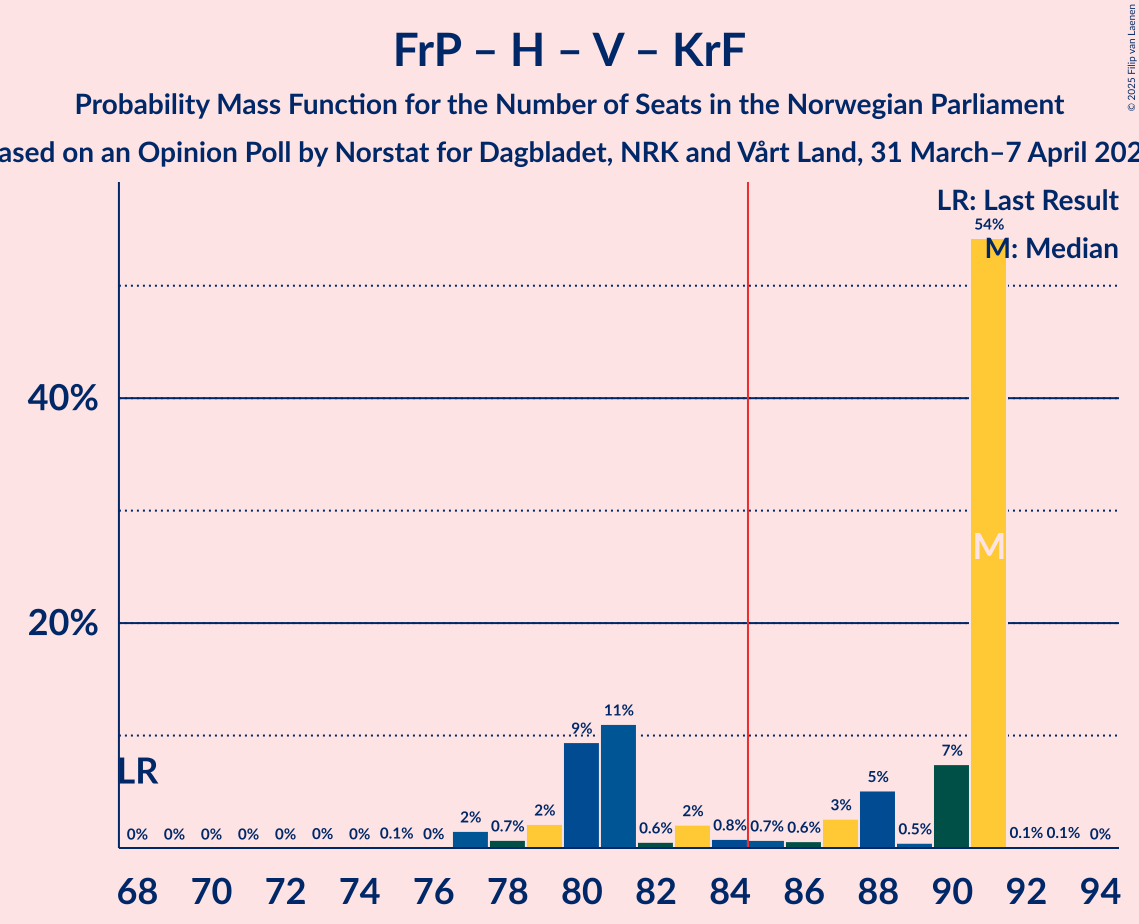 FrP – H – V – KrF
Probability Mass Function for the Number of Seats in the Norwegian Parliament
ased on an Opinion Poll by Norstat for Dagbladet, NRK and Vårt Land, 31 March–7 April 202
© 2025 Filip van Laenen
LR: Last Result
M: Median
40%
20%
LR
M
0% 0% 0% 0% 0% 0% 0% 0.1% 0% 2% 0.7% 2% 9% 11% 0.6% 2% 0.8% 0.7% 0.6% 3% 5% 0.5% 7% 54% 0.1% 0.1% 0%
68 70 72 74 76 78 80 82 84 86 88 90 92 94